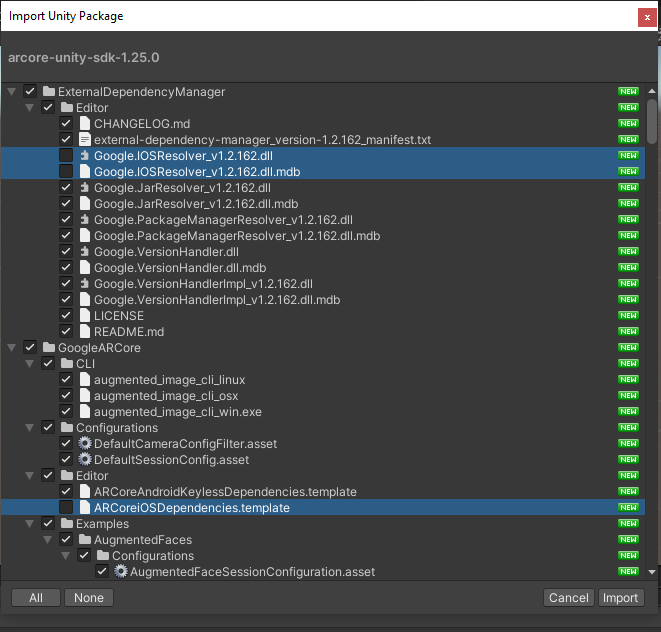 Import Unity Package
x
arcore-unity-sdk-1.25.0
ExternalDependencyManager NEW
Editor NEW
CHANGELOG.md NEW
external-dependency-manager_version-1.2.162_manifest.txt NEW
Google.IOSResolver_v1.2.162.dll NEW
Google.IOSResolver_v1.2.162.dll.mdb NEW
Google.JarResolver_v1.2.162.dll NEW
Google.JarResolver_v1.2.162.dll.mdb NEW
Google.PackageManagerResolver_v1.2.162.dll NEW
Google.PackageManagerResolver_v1.2.162.dll.mdb NEW
Google.VersionHandler.dll NEW
Google.VersionHandler.dll.mdb NEW
Google.VersionHandlerImpl_v1.2.162.dll NEW
Google.VersionHandlerImpl_v1.2.162.dll.mdb NEW
LICENSE NEW
README.md NEW
GoogleARCore NEW
CLI NEW
augmented_image_cli_linux NEW
augmented_image_cli_osx NEW
augmented_image_cli_win.exe NEW
Configurations NEW
DefaultCameraConfigFilter.asset NEW
DefaultSessionConfig.asset NEW
Editor NEW
ARCoreAndroidKeylessDependencies.template NEW
ARCoreiOSDependencies.template NEW
Examples NEW
AugmentedFaces NEW
Configurations NEW
AugmentedFaceSessionConfiguration.asset NEW
All None Cancel Import